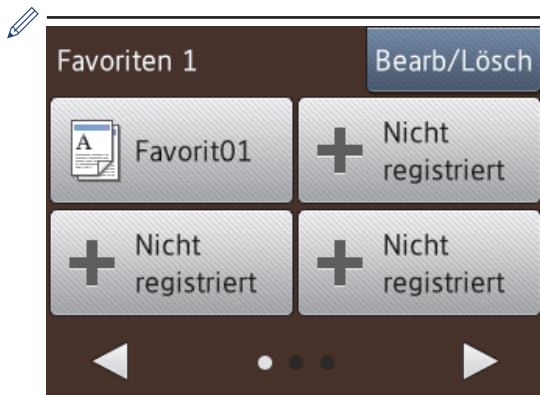 Favoriten 1
Bearb/Lösch
A
Favorit01
Nicht
registriert
Nicht
registriert
Nicht
registriert